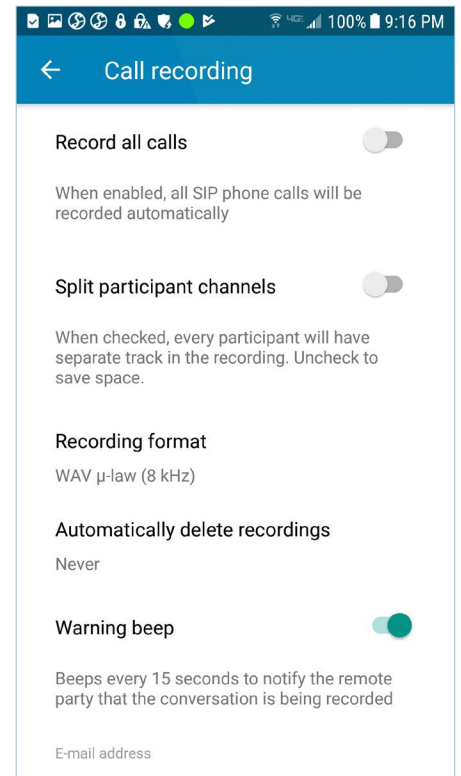 4G 100% 9:16 PM
Call recording
Record all calls
When enabled, all SIP phone calls will be
recorded automatically
Split participant channels
When checked, every participant will have
separate track in the recording. Uncheck to
save space.
Recording format
WAV μ-law (8 kHz)
Automatically delete recordings
Never
Warning beep
Beeps every 15 seconds to notify the remote
party that the conversation is being recorded
E-mail address